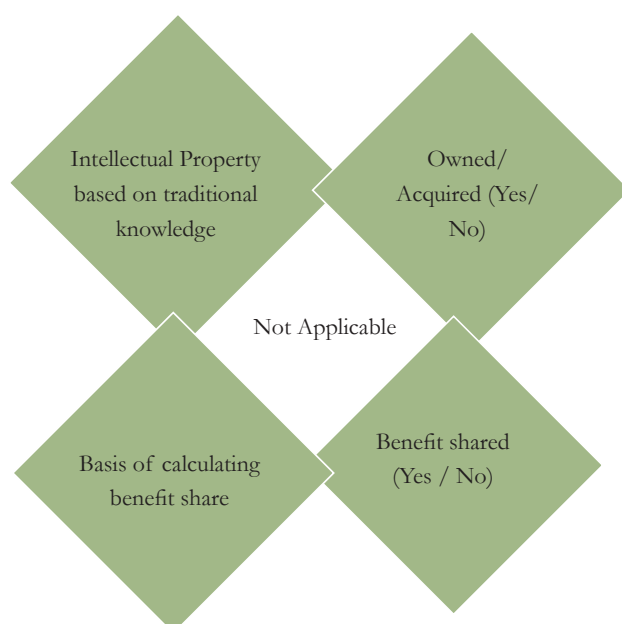 Intellectual Property
based on traditional
knowledge
Owned/
Acquired (Yes/
No)
Not Applicable
Basis of calculating
benefit share
Benefit shared
(Yes / No)